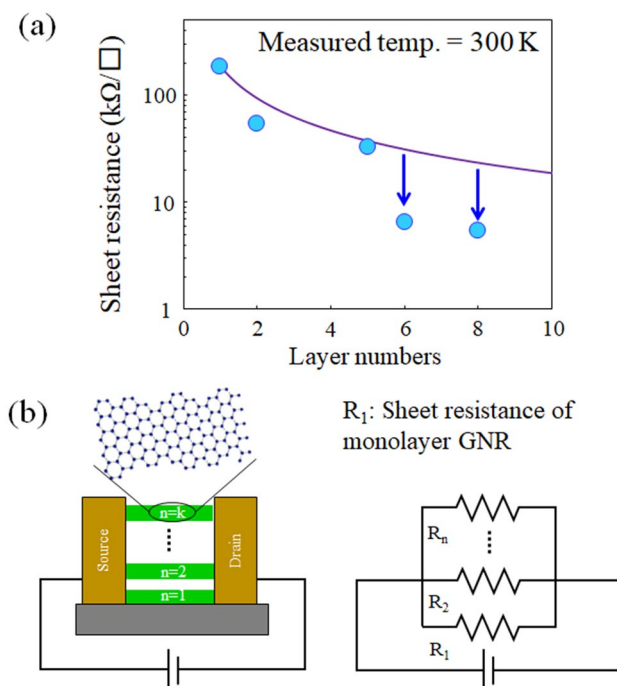 (a)
Measured temp. = 300 K
Sheet resistance (kΩ/□)
100
10
1
0 2 4 6 8 10
Layer numbers
(b)
R₁: Sheet resistance of
monolayer GNR
Source
n=k
n=2
n=1
Drain
Rₙ
R₂
R₁